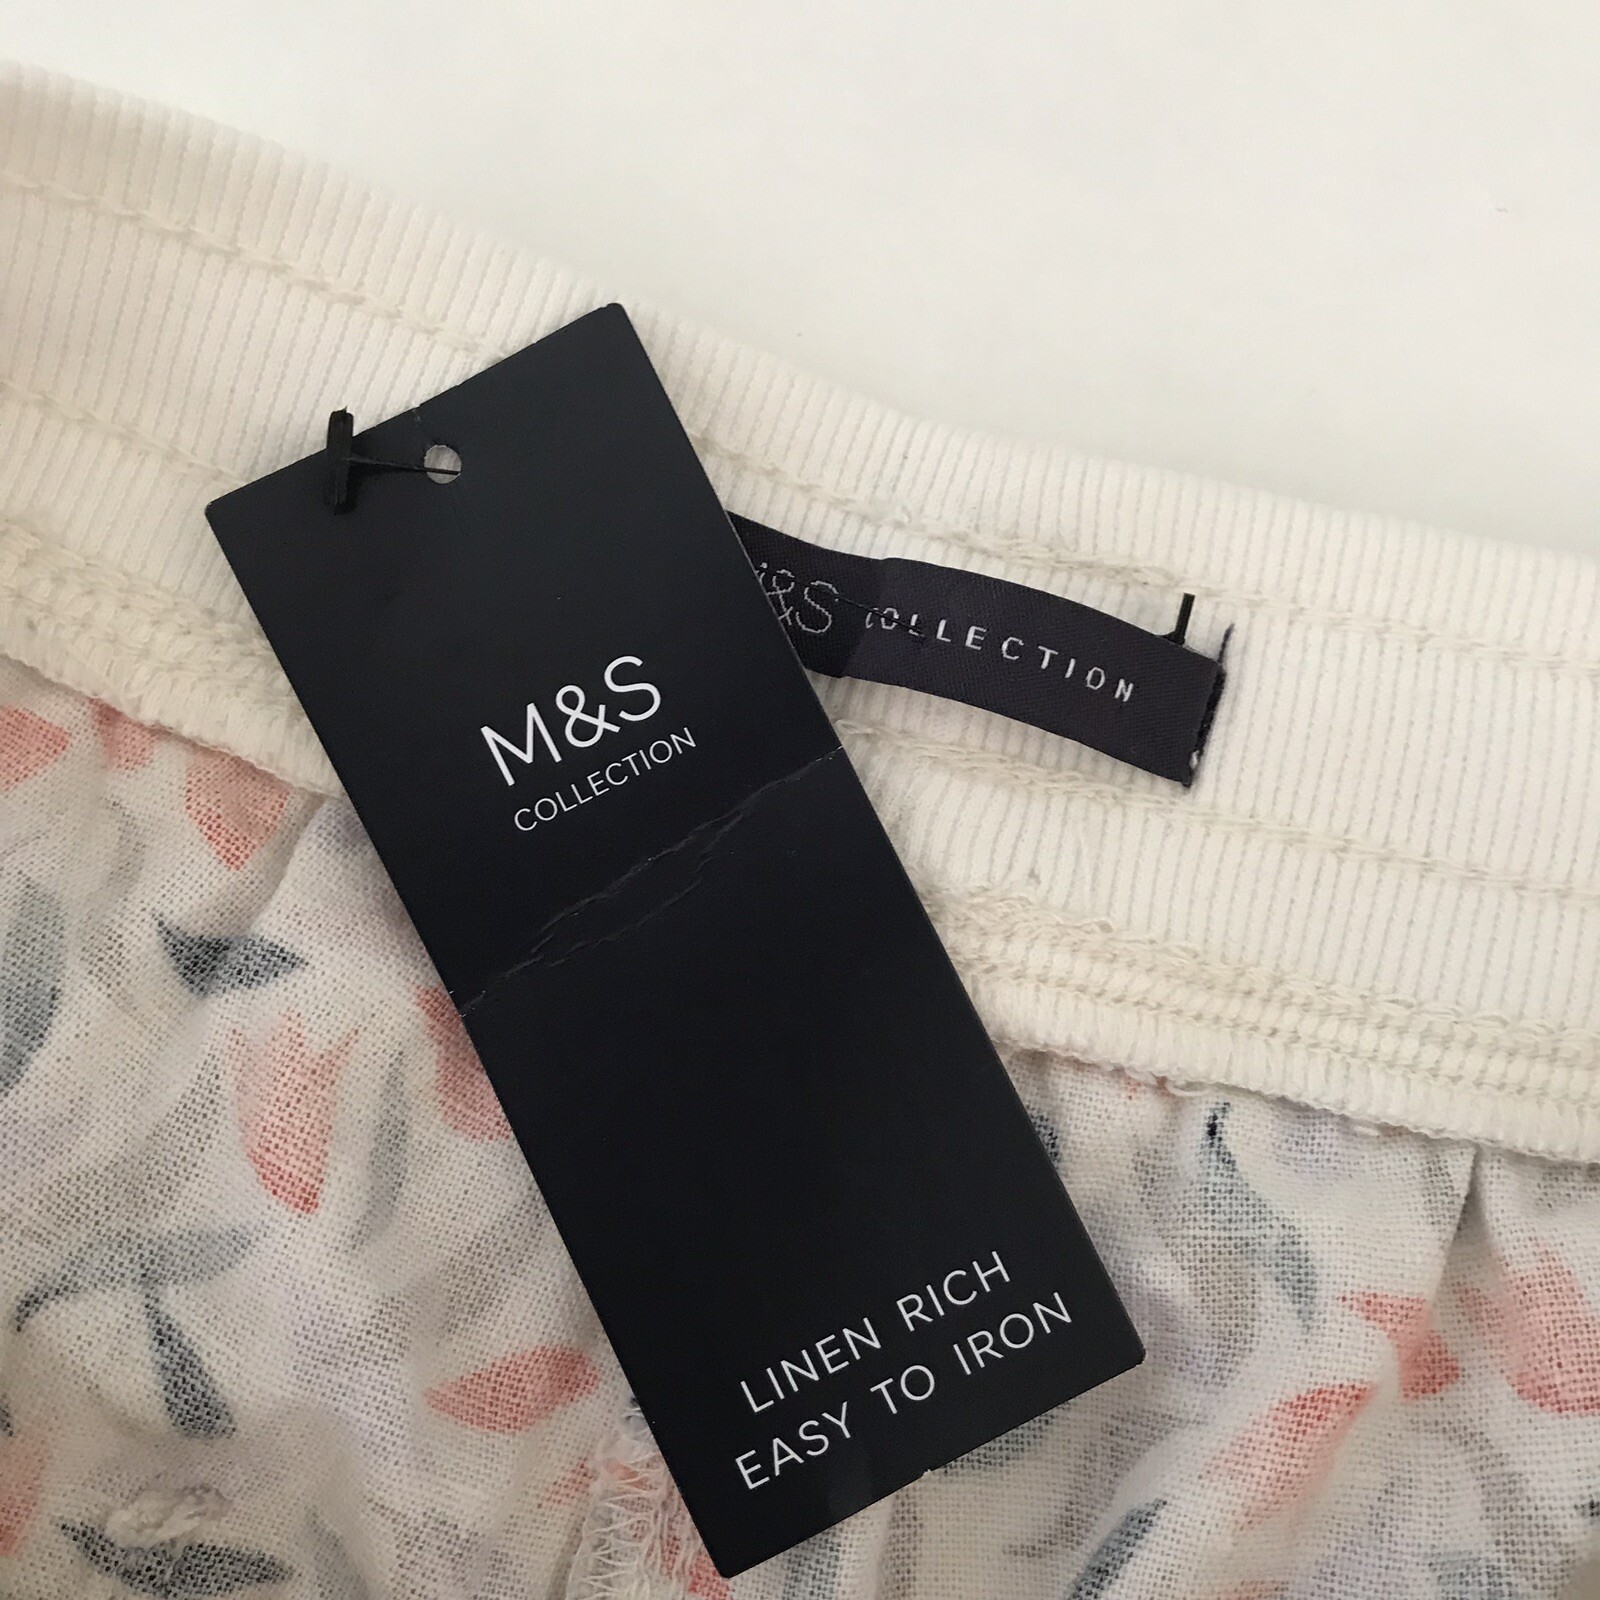 M&S
COLLECTION
LINEN RICH
EASY TO IRON
&S COLLECTION